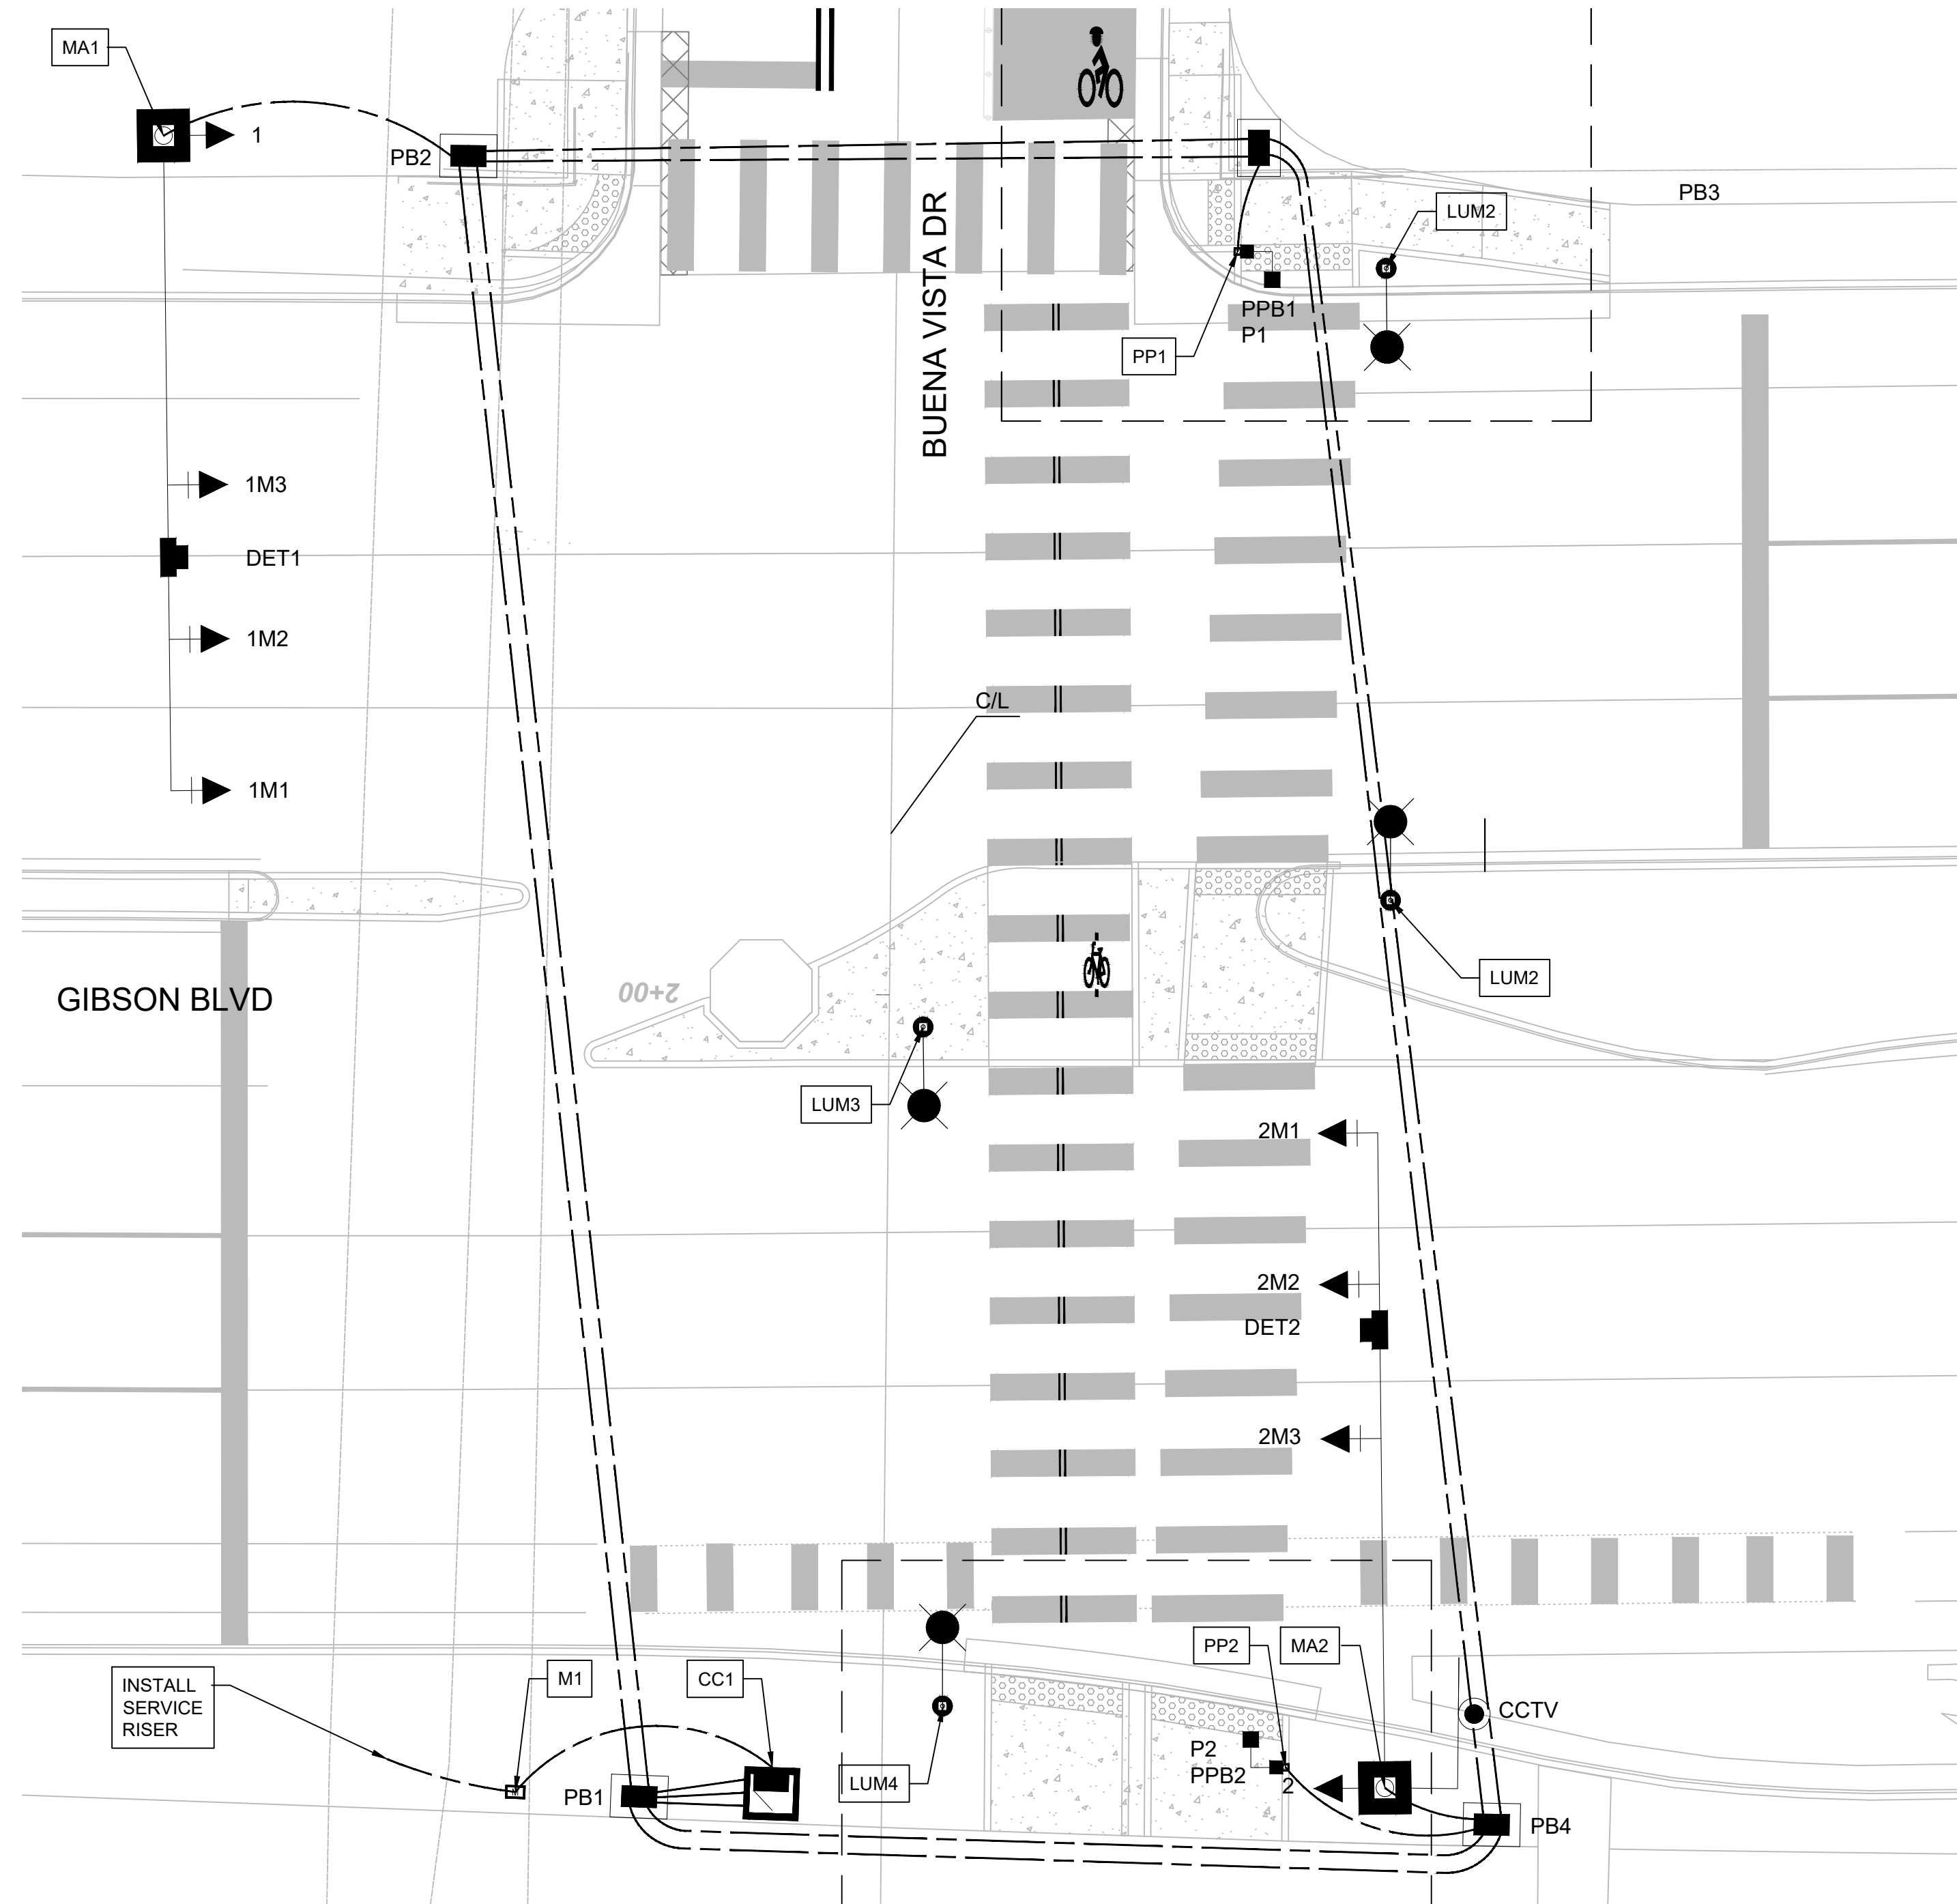 MA1
1
PB2
BUENA VISTA DR
PB3
LUM2
PPB1
P1
PP1
1M3
DET1
1M2
C/L
1M1
LUM2
2+00
GIBSON BLVD
LUM3
2M1
2M2
DET2
2M3
PP2
MA2
INSTALL
SERVICE
RISER
M1
CC1
CCTV
P2
PPB2
2
LUM4
PB1
PB4